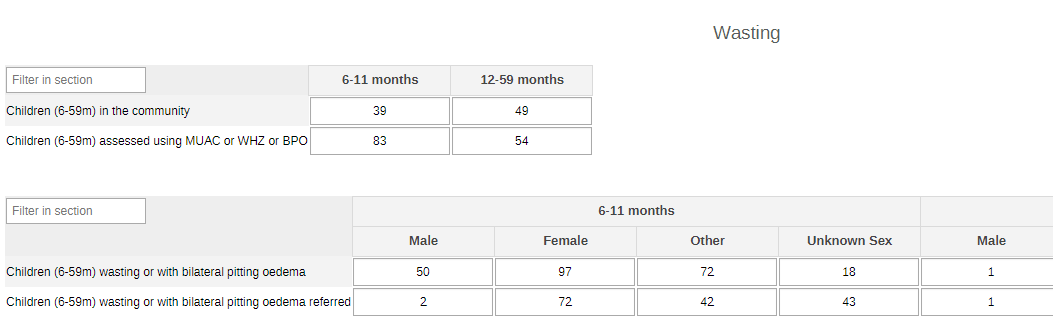 Wasting
Filter in section 6-11 months 12-59 months
Children (6-59m) in the community 39 49
Children (6-59m) assessed using MUAC or WHZ or BPO 83 54
Filter in section 6-11 months
Male Female Other Unknown Sex Male
Children (6-59m) wasting or with bilateral pitting oedema 50 97 72 18 1
Children (6-59m) wasting or with bilateral pitting oedema referred 2 72 42 43 1